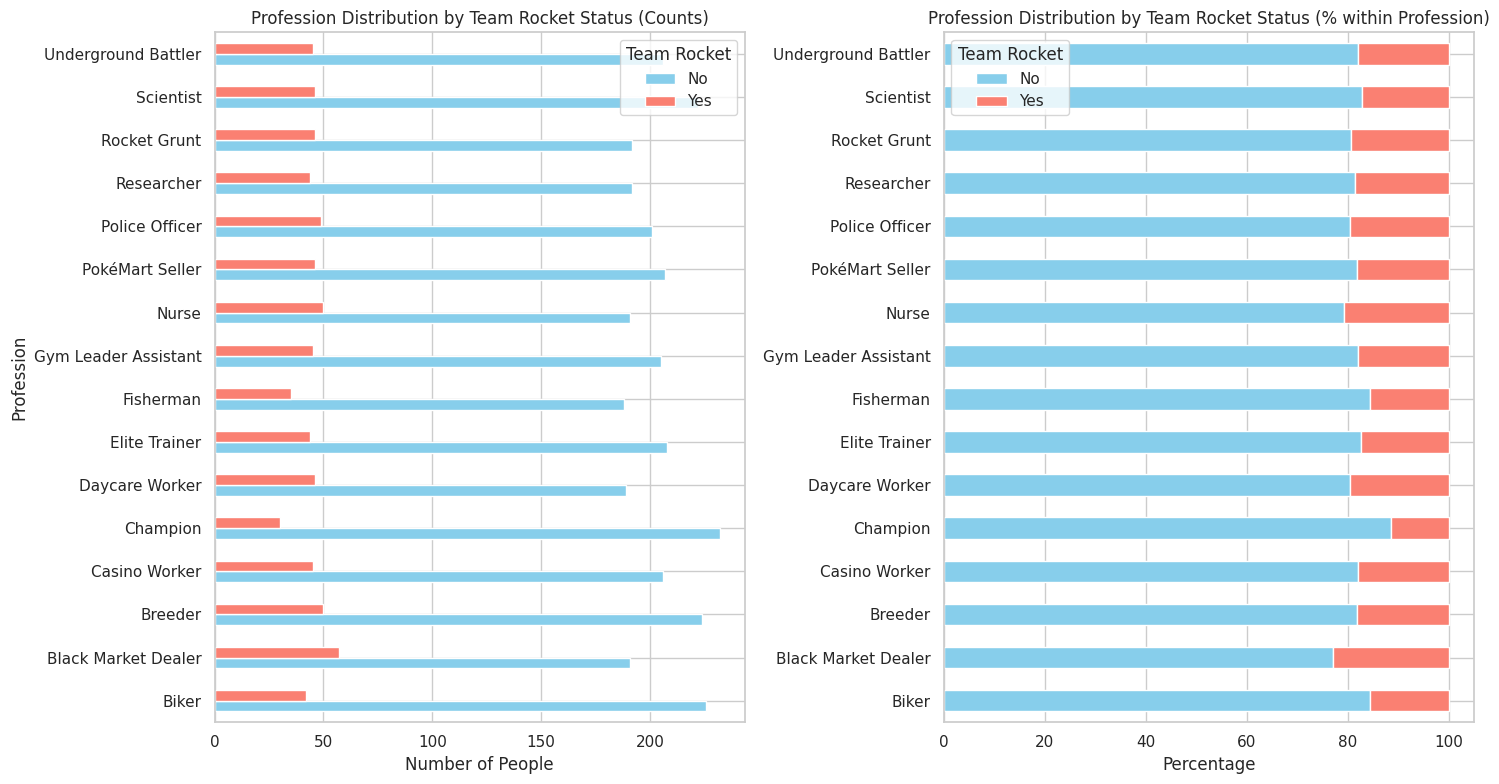 Profession Distribution by Team Rocket Status (Counts)
Profession
Underground Battler
Scientist
Rocket Grunt
Researcher
Police Officer
PokéMart Seller
Nurse
Gym Leader Assistant
Fisherman
Elite Trainer
Daycare Worker
Champion
Casino Worker
Breeder
Black Market Dealer
Biker
Team Rocket
No
Yes
0 50 100 150 200
Number of People
Profession Distribution by Team Rocket Status (% within Profession)
Underground Battler
Scientist
Rocket Grunt
Researcher
Police Officer
PokéMart Seller
Nurse
Gym Leader Assistant
Fisherman
Elite Trainer
Daycare Worker
Champion
Casino Worker
Breeder
Black Market Dealer
Biker
Team Rocket
No
Yes
0 20 40 60 80 100
Percentage